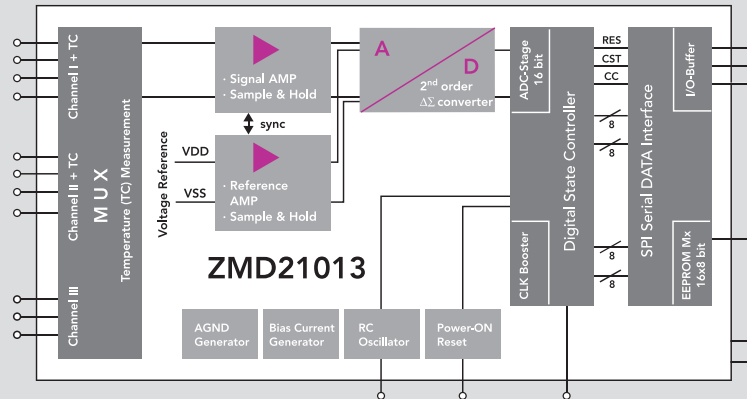 Channel I + TC
Channel II + TC
Channel III
MUX
Temperature (TC) Measurement
· Signal AMP
· Sample & Hold
sync
Voltage Reference
VDD
VSS
· Reference
AMP
· Sample & Hold
A
D
2nd order
ΔΣ converter
ADC-Stage
16 bit
Digital State Controller
CLK Booster
RES
CST
CC
8
8
8
8
SPI Serial DATA Interface
I/O-Buffer
EEPROM Mx
16x8 bit
ZMD21013
AGND
Generator
Bias Current
Generator
RC
Oscillator
Power-ON
Reset